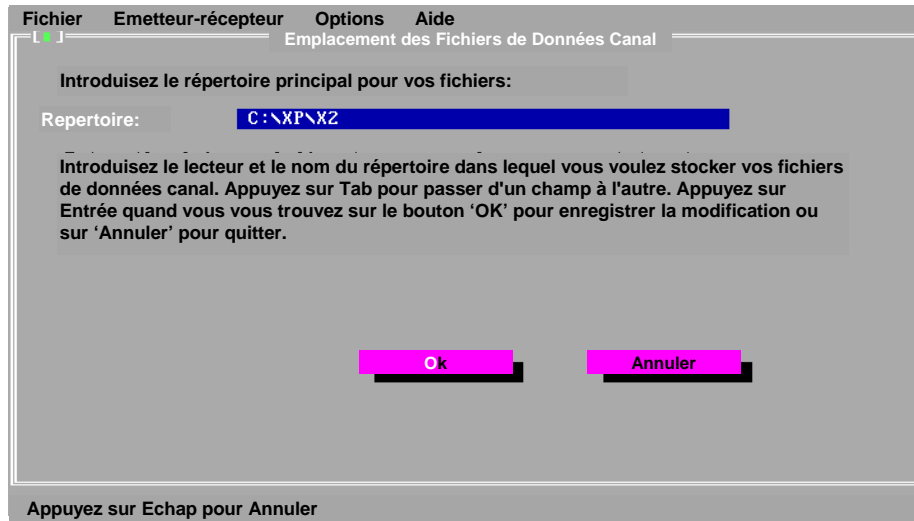 Fichier Emetteur-récepteur Options Aide
Emplacement des Fichiers de Données Canal
Introduisez le répertoire principal pour vos fichiers:
Repertoire: C:\XP\X2
Introduisez le lecteur et le nom du répertoire dans lequel vous voulez stocker vos fichiers
de données canal. Appuyez sur Tab pour passer d'un champ à l'autre. Appuyez sur
Entrée quand vous vous trouvez sur le bouton ‘OK’ pour enregistrer la modification ou
sur ‘Annuler’ pour quitter.
Ok Annuler
Appuyez sur Echap pour Annuler